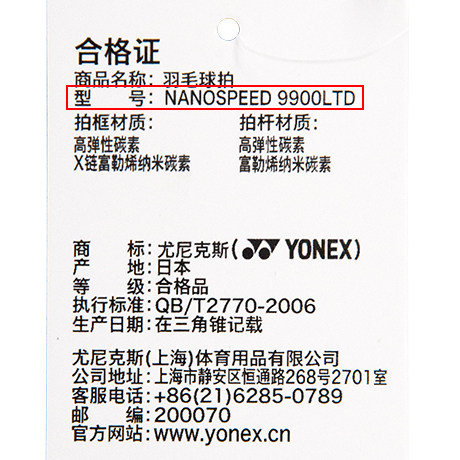 合格证
商品名称：羽毛球拍
型　　号：NANOSPEED 9900LTD
拍框材质：　拍杆材质：
高弹性碳素　高弹性碳素
X链富勒烯纳米碳素　富勒烯纳米碳素
商　　标：尤尼克斯(YONEX)
产　　地：日本
等　　级：合格品
执行标准：QB/T2770-2006
生产日期：在三角锥记载
尤尼克斯(上海)体育用品有限公司
公司地址：上海市静安区恒通路268号2701室
客服电话：+86(21)6285-0789
邮　　编：200070
官方网站：www.yonex.cn